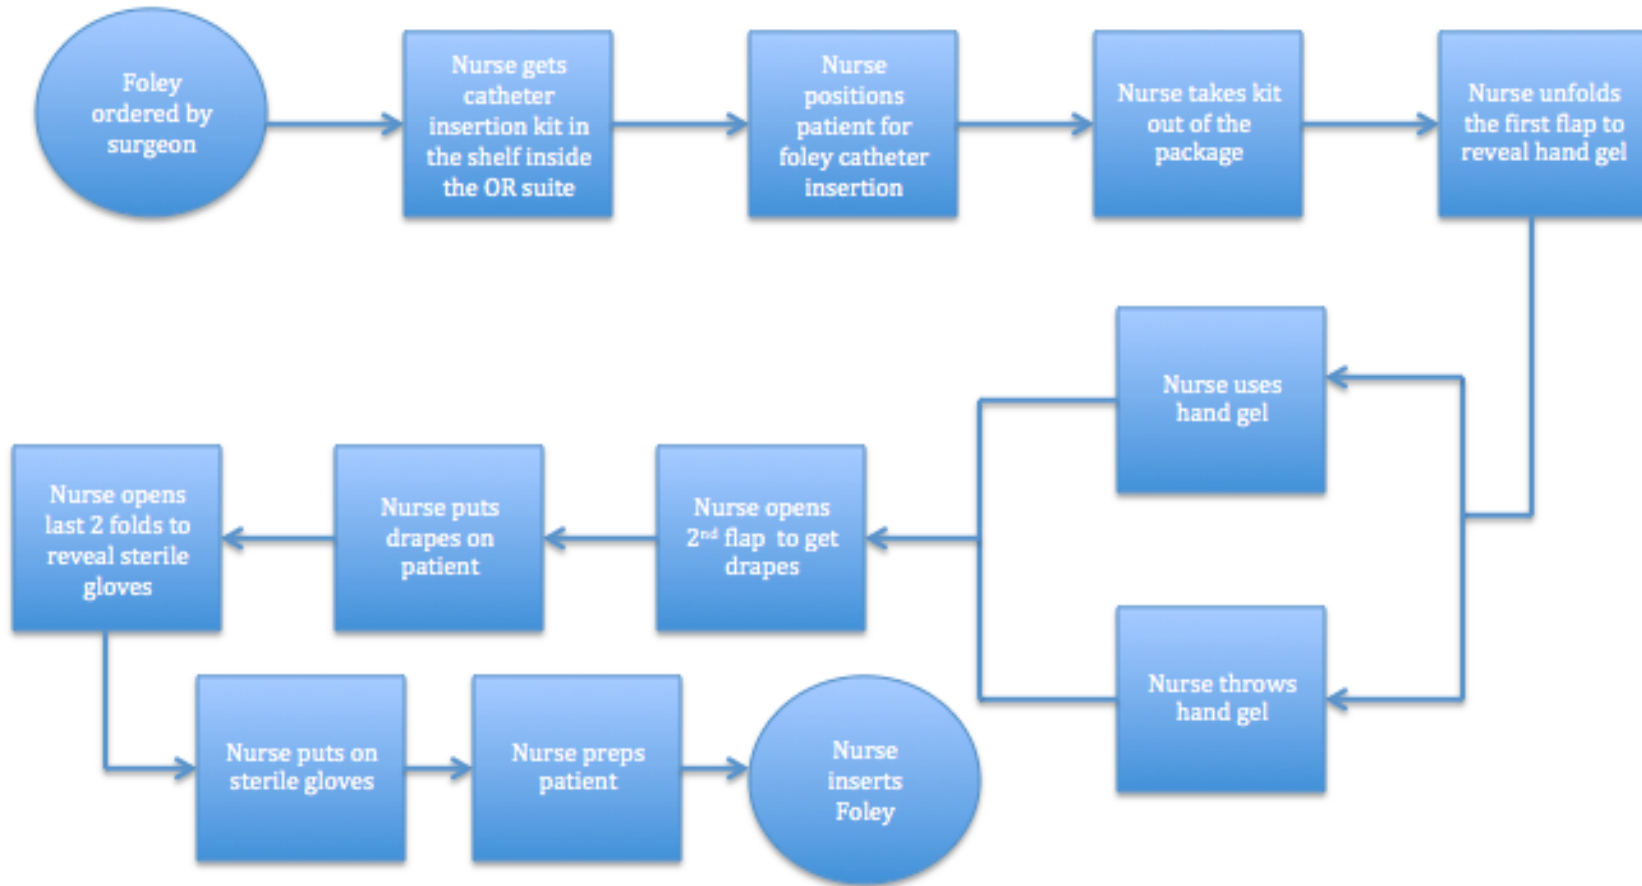 Foley
ordered by
surgeon
Nurse gets
catheter
insertion kit in
the shelf inside
the OR suite
Nurse
positions
patient for
foley catheter
insertion
Nurse takes kit
out of the
package
Nurse unfolds
the first flap to
reveal hand gel
Nurse uses
hand gel
Nurse throws
hand gel
Nurse opens
2nd flap to get
drapes
Nurse puts
drapes on
patient
Nurse opens
last 2 folds to
reveal sterile
gloves
Nurse puts on
sterile gloves
Nurse preps
patient
Nurse
inserts
Foley